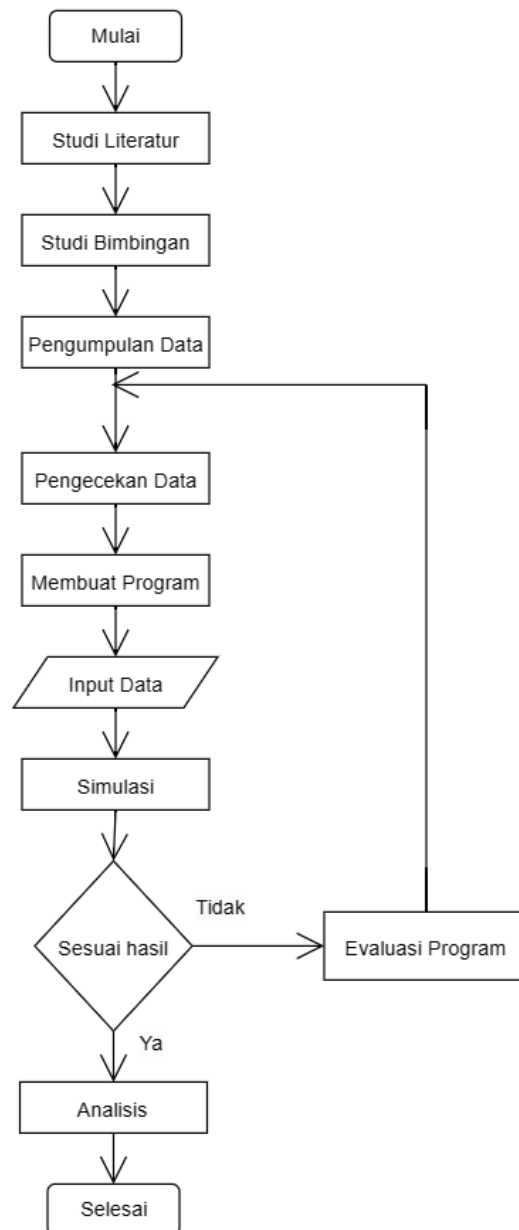 Mulai
Studi Literatur
Studi Bimbingan
Pengumpulan Data
Pengecekan Data
Membuat Program
Input Data
Simulasi
Tidak
Sesuai hasil
Evaluasi Program
Ya
Analisis
Selesai